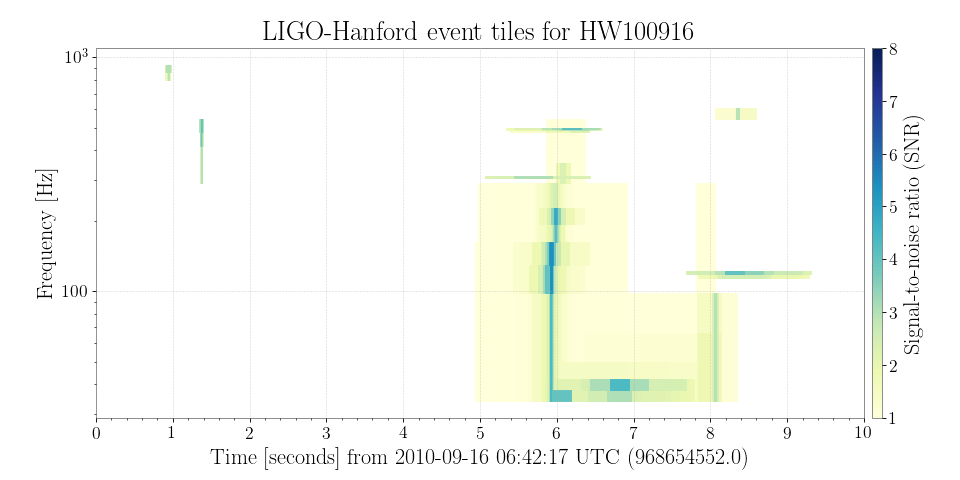 LIGO-Hanford event tiles for HW100916
10³
100
Frequency [Hz]
0 1 2 3 4 5 6 7 8 9 10
Time [seconds] from 2010-09-16 06:42:17 UTC (968654552.0)
8
7
6
5
4
3
2
1
Signal-to-noise ratio (SNR)